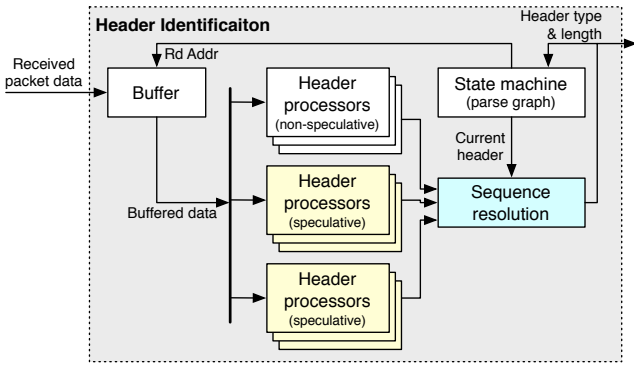 Header Identificaiton
Header type
& length
Received
packet data
Rd Addr
Buffer
Header
processors
(non-speculative)
State machine
(parse graph)
Current
header
Buffered data
Header
processors
(speculative)
Sequence
resolution
Header
processors
(speculative)